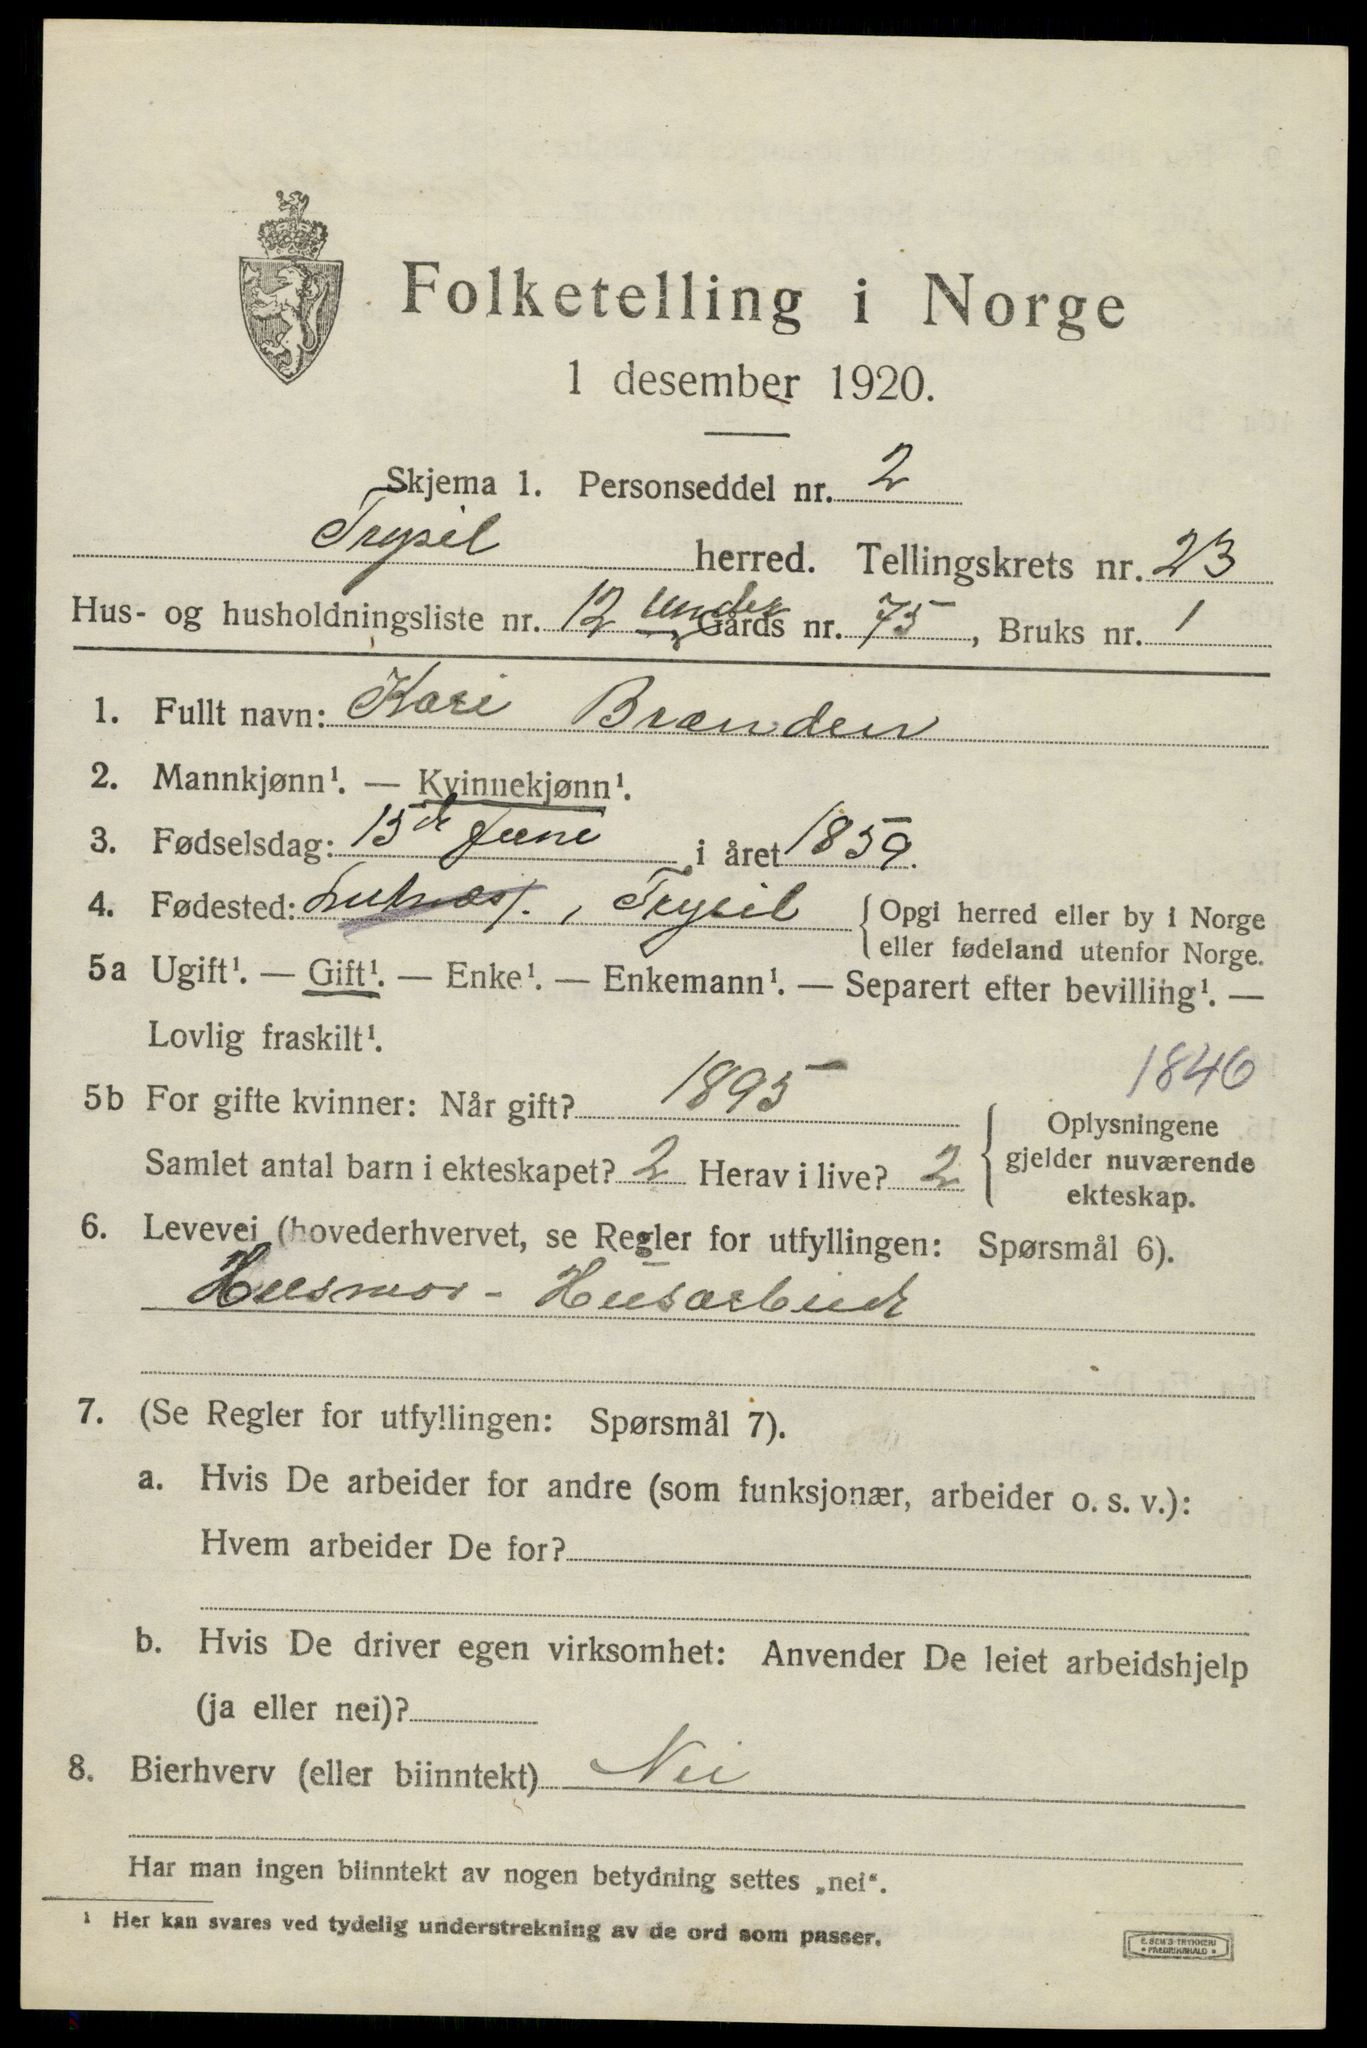 Folketelling i Norge
1 desember 1920.
Skjema 1. Personseddel nr. 2
Trysil herred. Tellingskrets nr. 23
Hus- og husholdningsliste nr. 12 under Gårds nr. 75, Bruks nr. 1
1. Fullt navn: Kari Brænden
2. Mannkjønn¹. — Kvinnekjønn¹.
3. Fødselsdag: 15de Juni i året 1859.
4. Fødested: , Trysil { Opgi herred eller by i Norge
eller fødeland utenfor Norge.
5a Ugift¹. — Gift¹. — Enke¹. — Enkemann¹. — Separert efter bevilling¹. —
Lovlig fraskilt¹.
1846
5b For gifte kvinner: Når gift? 1895
Samlet antal barn i ekteskapet? 2 Herav i live? 2
{ Oplysningene
gjelder nuværende
ekteskap.
6. Levevei (hovederhvervet, se Regler for utfyllingen: Spørsmål 6).
Husmor - Husarbeide
7. (Se Regler for utfyllingen: Spørsmål 7).
a. Hvis De arbeider for andre (som funksjonær, arbeider o. s. v.):
Hvem arbeider De for?
b. Hvis De driver egen virksomhet: Anvender De leiet arbeidshjelp
(ja eller nei)?
8. Bierhverv (eller biinntekt) Nei
Har man ingen biinntekt av nogen betydning settes „nei“.
¹ Her kan svares ved tydelig understrekning av de ord som passer.
E. SEM'S TRYKKERI
* FREDRIKSHALD *